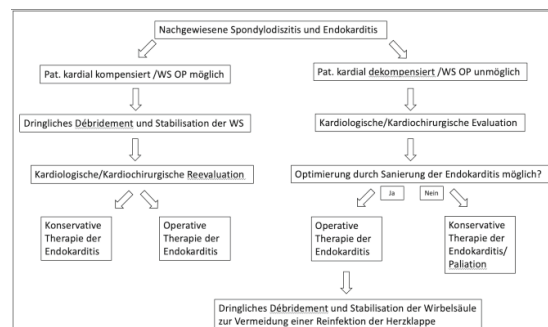 Nachgewiesene Spondylodiszitis und Endokarditis
Pat. kardial kompensiert /WS OP möglich
Pat. kardial dekompensiert /WS OP unmöglich
Dringliches Débridement und Stabilisation der WS
Kardiologische/Kardiochirurgische Evaluation
Kardiologische/Kardiochirurgische Reevaluation
Optimierung durch Sanierung der Endokarditis möglich?
Ja
Nein
Konservative
Therapie der
Endokarditis
Operative
Therapie der
Endokarditis
Operative
Therapie der
Endokarditis
Konservative
Therapie der
Endokarditis/
Paliation
Dringliches Débridement und Stabilisation der Wirbelsäule
zur Vermeidung einer Reinfektion der Herzklappe